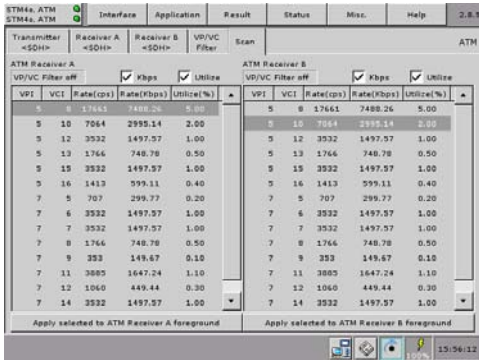 STM4s, ATM
STM4s, ATM
Interface Application Result Status Misc. Help 2.8.
Transmitter <SDH> Receiver A <SDH> Receiver B <SDH> VP/VC Filter Scan ATM
ATM Receiver A ATM Receiver B
VP/VC Filter off Kbps Utilize VP/VC Filter off Kbps Utilize
VPI VCI Rate(cps) Rate(Kbps) Utilize(%) VPI VCI Rate(cps) Rate(Kbps) Utilize(%)
5 8 17661 7488.26 5.00 5 8 17661 7488.26 5.00
5 10 7064 2995.14 2.00 5 10 7064 2995.14 2.00
5 12 3532 1497.57 1.00 5 12 3532 1497.57 1.00
5 13 1766 748.78 0.50 5 13 1766 748.78 0.50
5 15 3532 1497.57 1.00 5 15 3532 1497.57 1.00
5 16 1413 599.11 0.40 5 16 1413 599.11 0.40
7 5 707 299.77 0.20 7 5 707 299.77 0.20
7 6 3532 1497.57 1.00 7 6 3532 1497.57 1.00
7 7 3532 1497.57 1.00 7 7 3532 1497.57 1.00
7 8 1766 748.78 0.50 7 8 1766 748.78 0.50
7 9 353 149.67 0.10 7 9 353 149.67 0.10
7 11 3885 1647.24 1.10 7 11 3885 1647.24 1.10
7 12 1060 449.44 0.30 7 12 1060 449.44 0.30
7 14 3532 1497.57 1.00 7 14 3532 1497.57 1.00
Apply selected to ATM Receiver A foreground Apply selected to ATM Receiver B foreground
100% 15:56:12